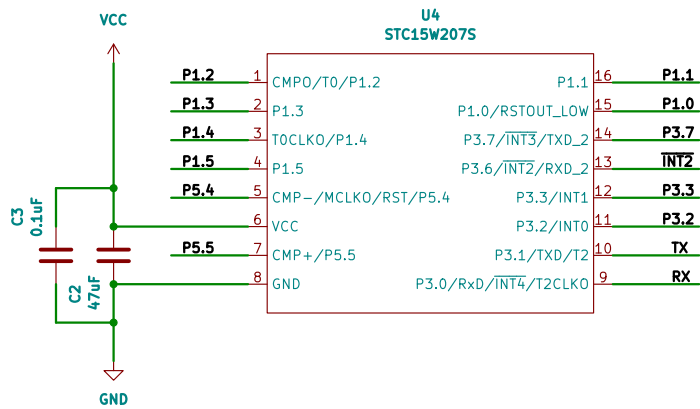 VCC
U4
STC15W207S
P1.2 1 CMPO/T0/P1.2 P1.1 16 P1.1
P1.3 2 P1.3 P1.0/RSTOUT_LOW 15 P1.0
P1.4 3 T0CLKO/P1.4 P3.7/INT3/TXD_2 14 P3.7
P1.5 4 P1.5 P3.6/INT2/RXD_2 13 INT2
P5.4 5 CMP-/MCLKO/RST/P5.4 P3.3/INT1 12 P3.3
6 VCC P3.2/INT0 11 P3.2
P5.5 7 CMP+/P5.5 P3.1/TXD/T2 10 TX
8 GND P3.0/RxD/INT4/T2CLKO 9 RX
C3
0.1uF
C2
47uF
GND